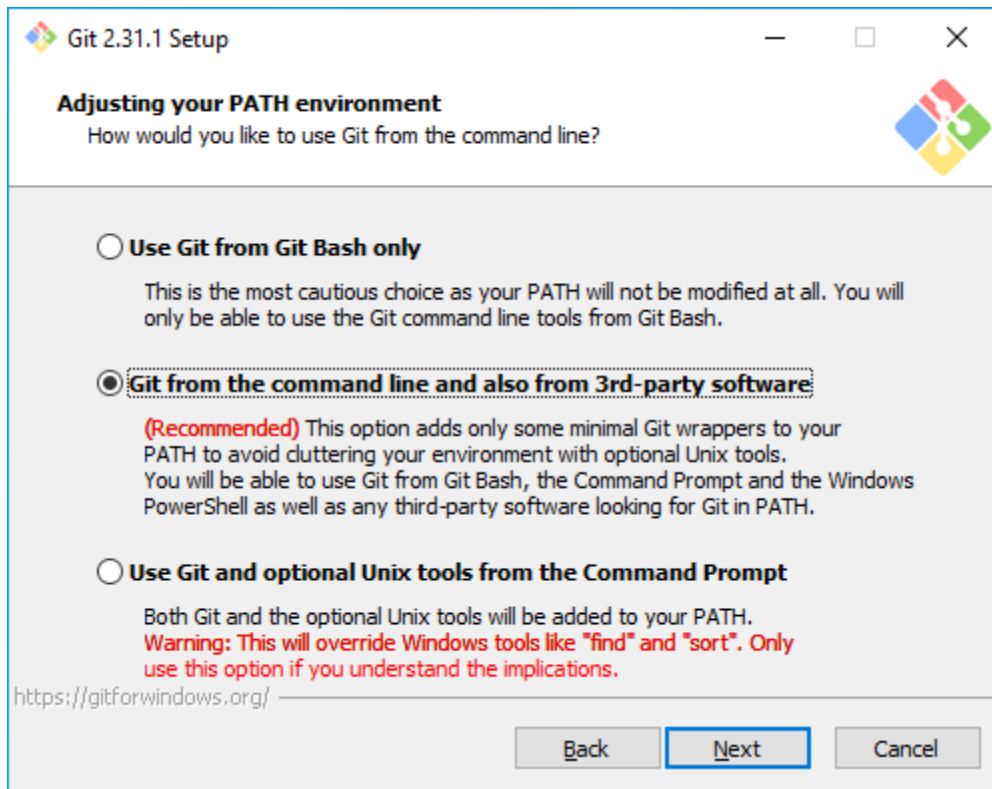 Git 2.31.1 Setup
Adjusting your PATH environment
How would you like to use Git from the command line?
Use Git from Git Bash only
This is the most cautious choice as your PATH will not be modified at all. You will
only be able to use the Git command line tools from Git Bash.
Git from the command line and also from 3rd-party software
(Recommended) This option adds only some minimal Git wrappers to your
PATH to avoid cluttering your environment with optional Unix tools.
You will be able to use Git from Git Bash, the Command Prompt and the Windows
PowerShell as well as any third-party software looking for Git in PATH.
Use Git and optional Unix tools from the Command Prompt
Both Git and the optional Unix tools will be added to your PATH.
Warning: This will override Windows tools like "find" and "sort". Only
use this option if you understand the implications.
https://gitforwindows.org/
Back Next Cancel